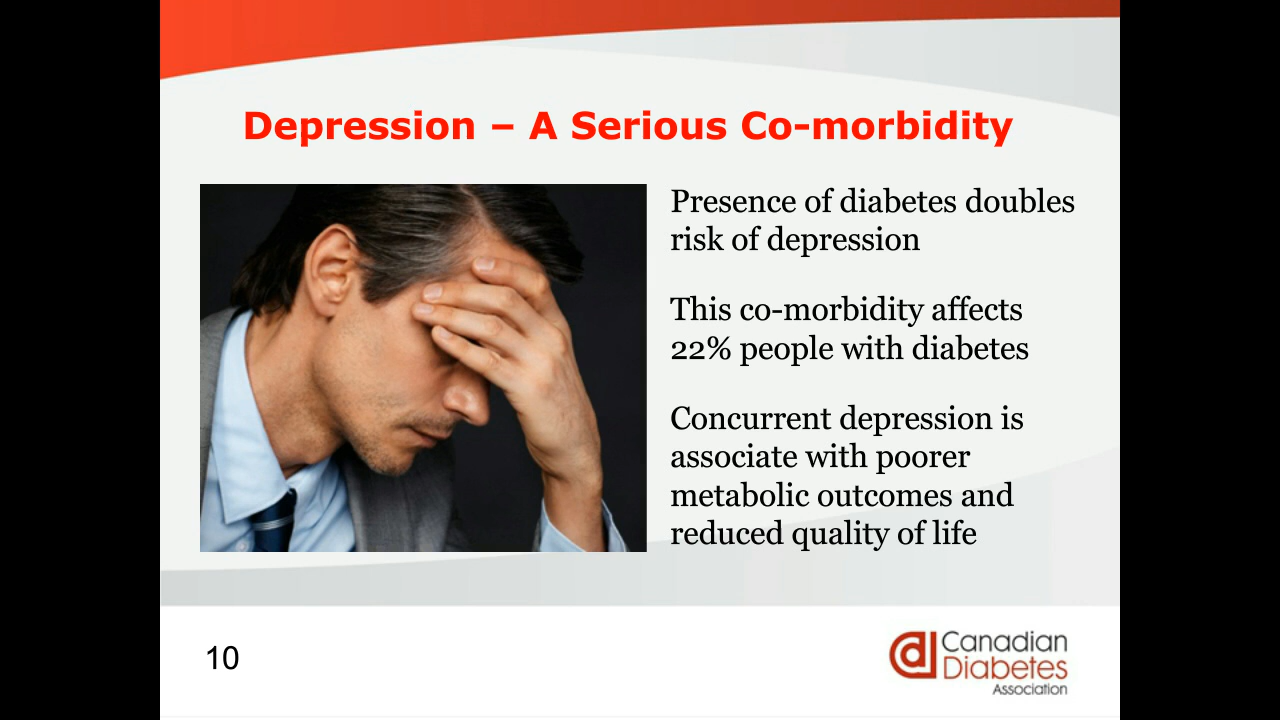 Depression – A Serious Co-morbidity
Presence of diabetes doubles
risk of depression
This co-morbidity affects
22% people with diabetes
Concurrent depression is
associate with poorer
metabolic outcomes and
reduced quality of life
10
Canadian
Diabetes
Association